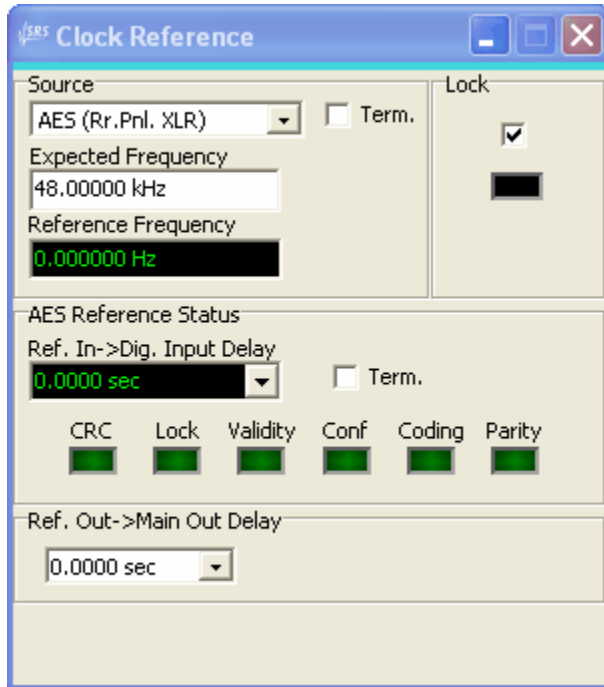 SRS Clock Reference
Source
AES (Rr.Pnl. XLR)
Term.
Expected Frequency
48.00000 kHz
Reference Frequency
0.000000 Hz
Lock
AES Reference Status
Ref. In->Dig. Input Delay
0.0000 sec
Term.
CRC Lock Validity Conf Coding Parity
Ref. Out->Main Out Delay
0.0000 sec